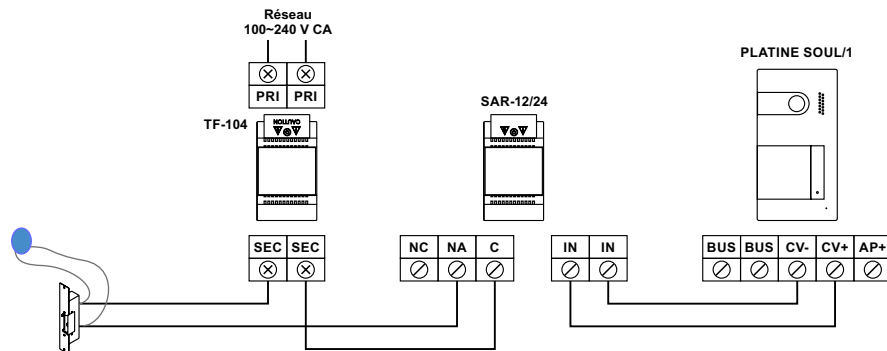 Réseau
100~240 V CA
PLATINE SOUL/1
PRI PRI
SAR-12/24
TF-104
CAUTION
SEC SEC NC NA C IN IN BUS BUS CV- CV+ AP+